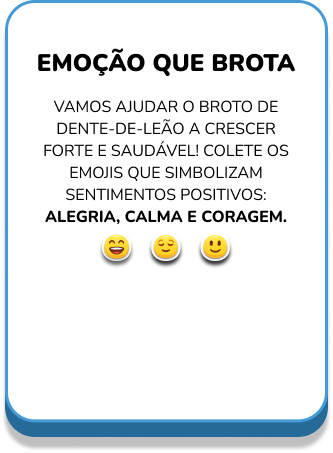 EMOÇÃO QUE BROTA
VAMOS AJUDAR O BROTO DE
DENTE-DE-LEÃO A CRESCER
FORTE E SAUDÁVEL! COLETE OS
EMOJIS QUE SIMBOLIZAM
SENTIMENTOS POSITIVOS:
ALEGRIA, CALMA E CORAGEM.